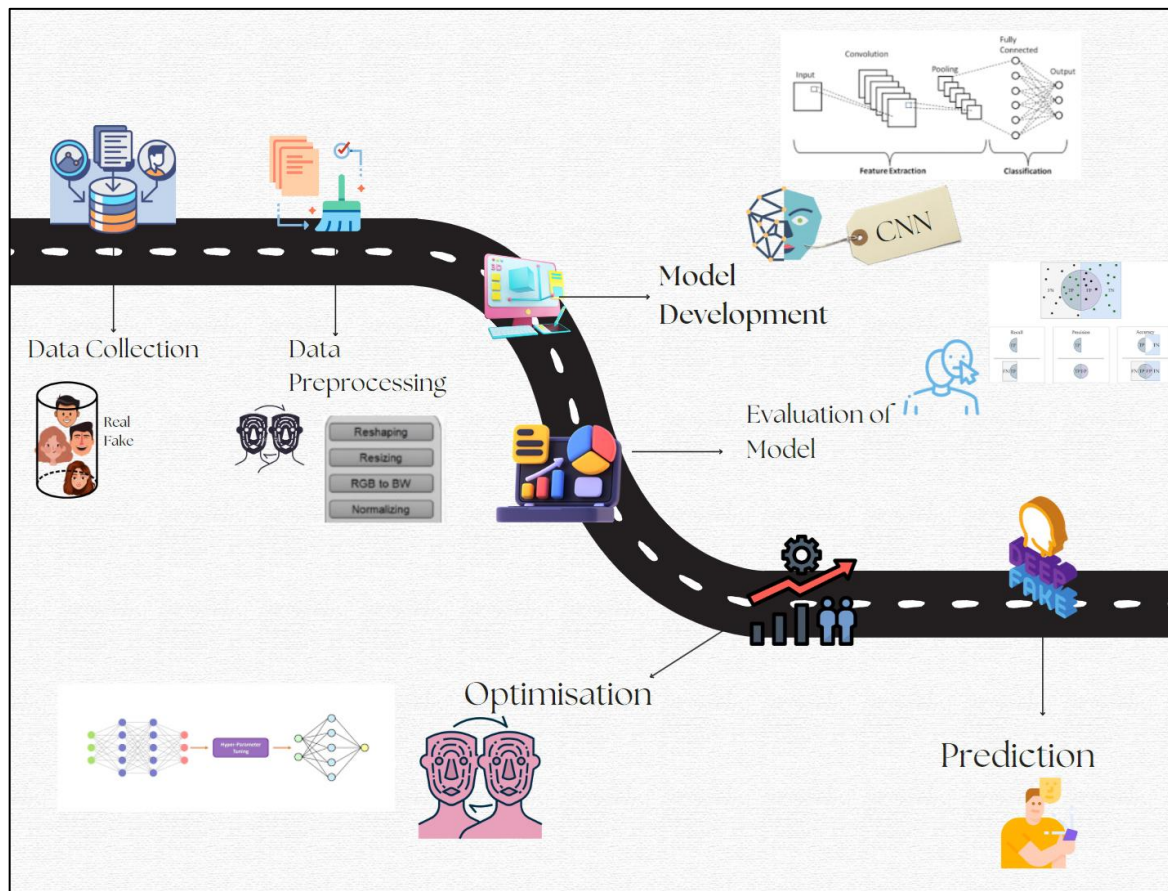 Fully
Connected
Convolution
Pooling
Output
Input
Feature Extraction
Classification
CNN
3D
Model
Development
Data Collection
Data
Preprocessing
Real
Fake
Reshaping
Resizing
RGB to BW
Normalizing
Recall
Precision
Accuracy
Evaluation of
Model
DEEP
FAKE
Optimisation
Hyper-Parameter
Tuning
Prediction